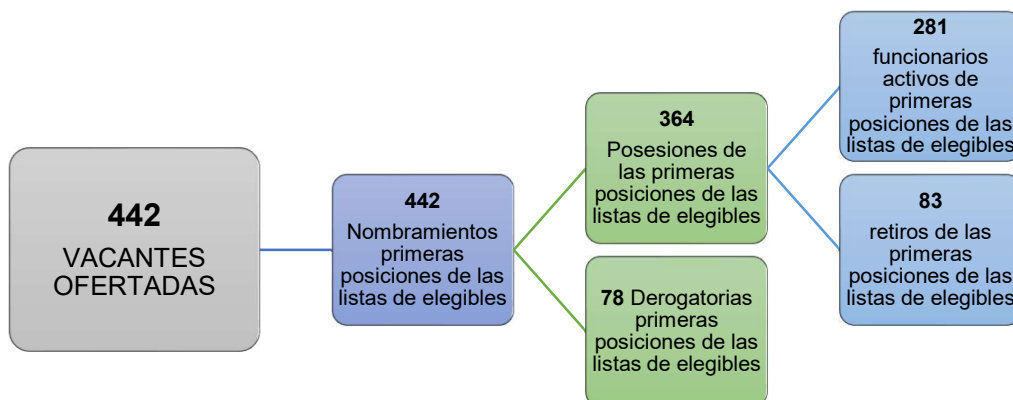 442
VACANTES
OFERTADAS
442
Nombramientos
primeras
posiciones de las
listas de elegibles
364
Posesiones de
las primeras
posiciones de las
listas de elegibles
78 Derogatorias
primeras
posiciones de las
listas de elegibles
281
funcionarios
activos de
primeras
posiciones de las
listas de elegibles
83
retiros de las
primeras
posiciones de las
listas de elegibles